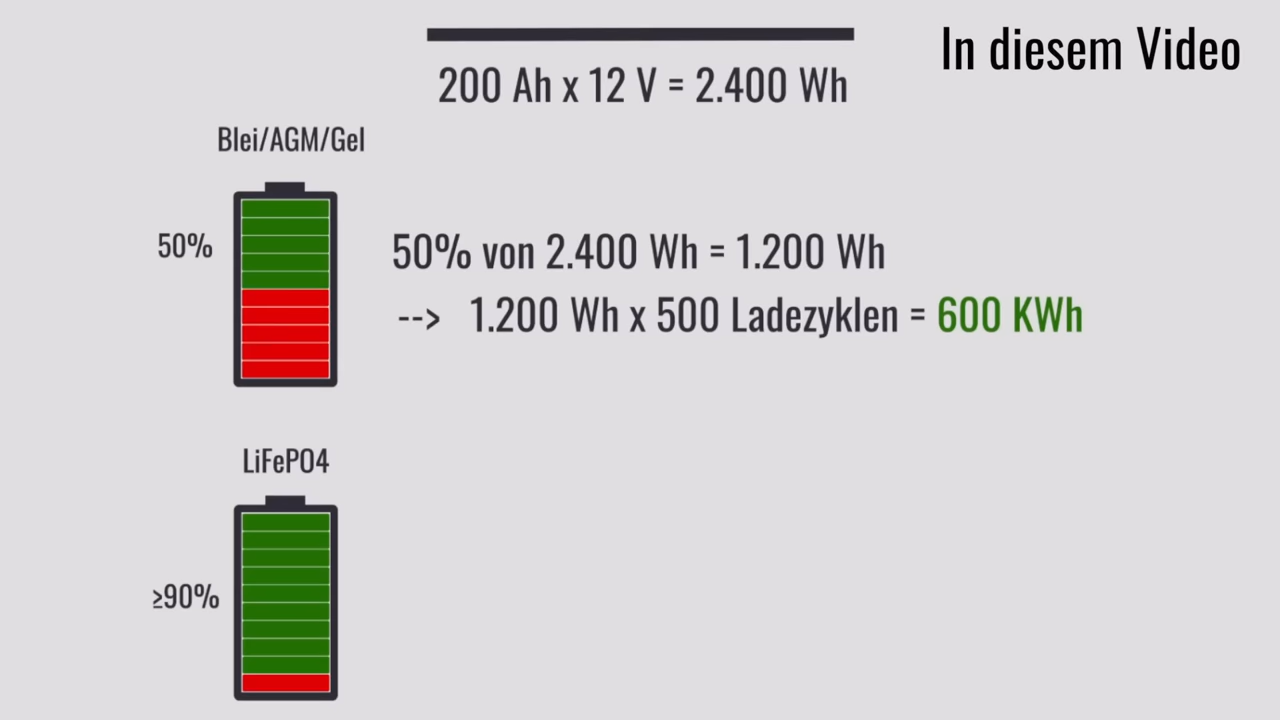 In diesem Video
200 Ah x 12 V = 2.400 Wh
Blei/AGM/Gel
50%
50% von 2.400 Wh = 1.200 Wh
--> 1.200 Wh x 500 Ladezyklen = 600 KWh
LiFePO4
≥90%